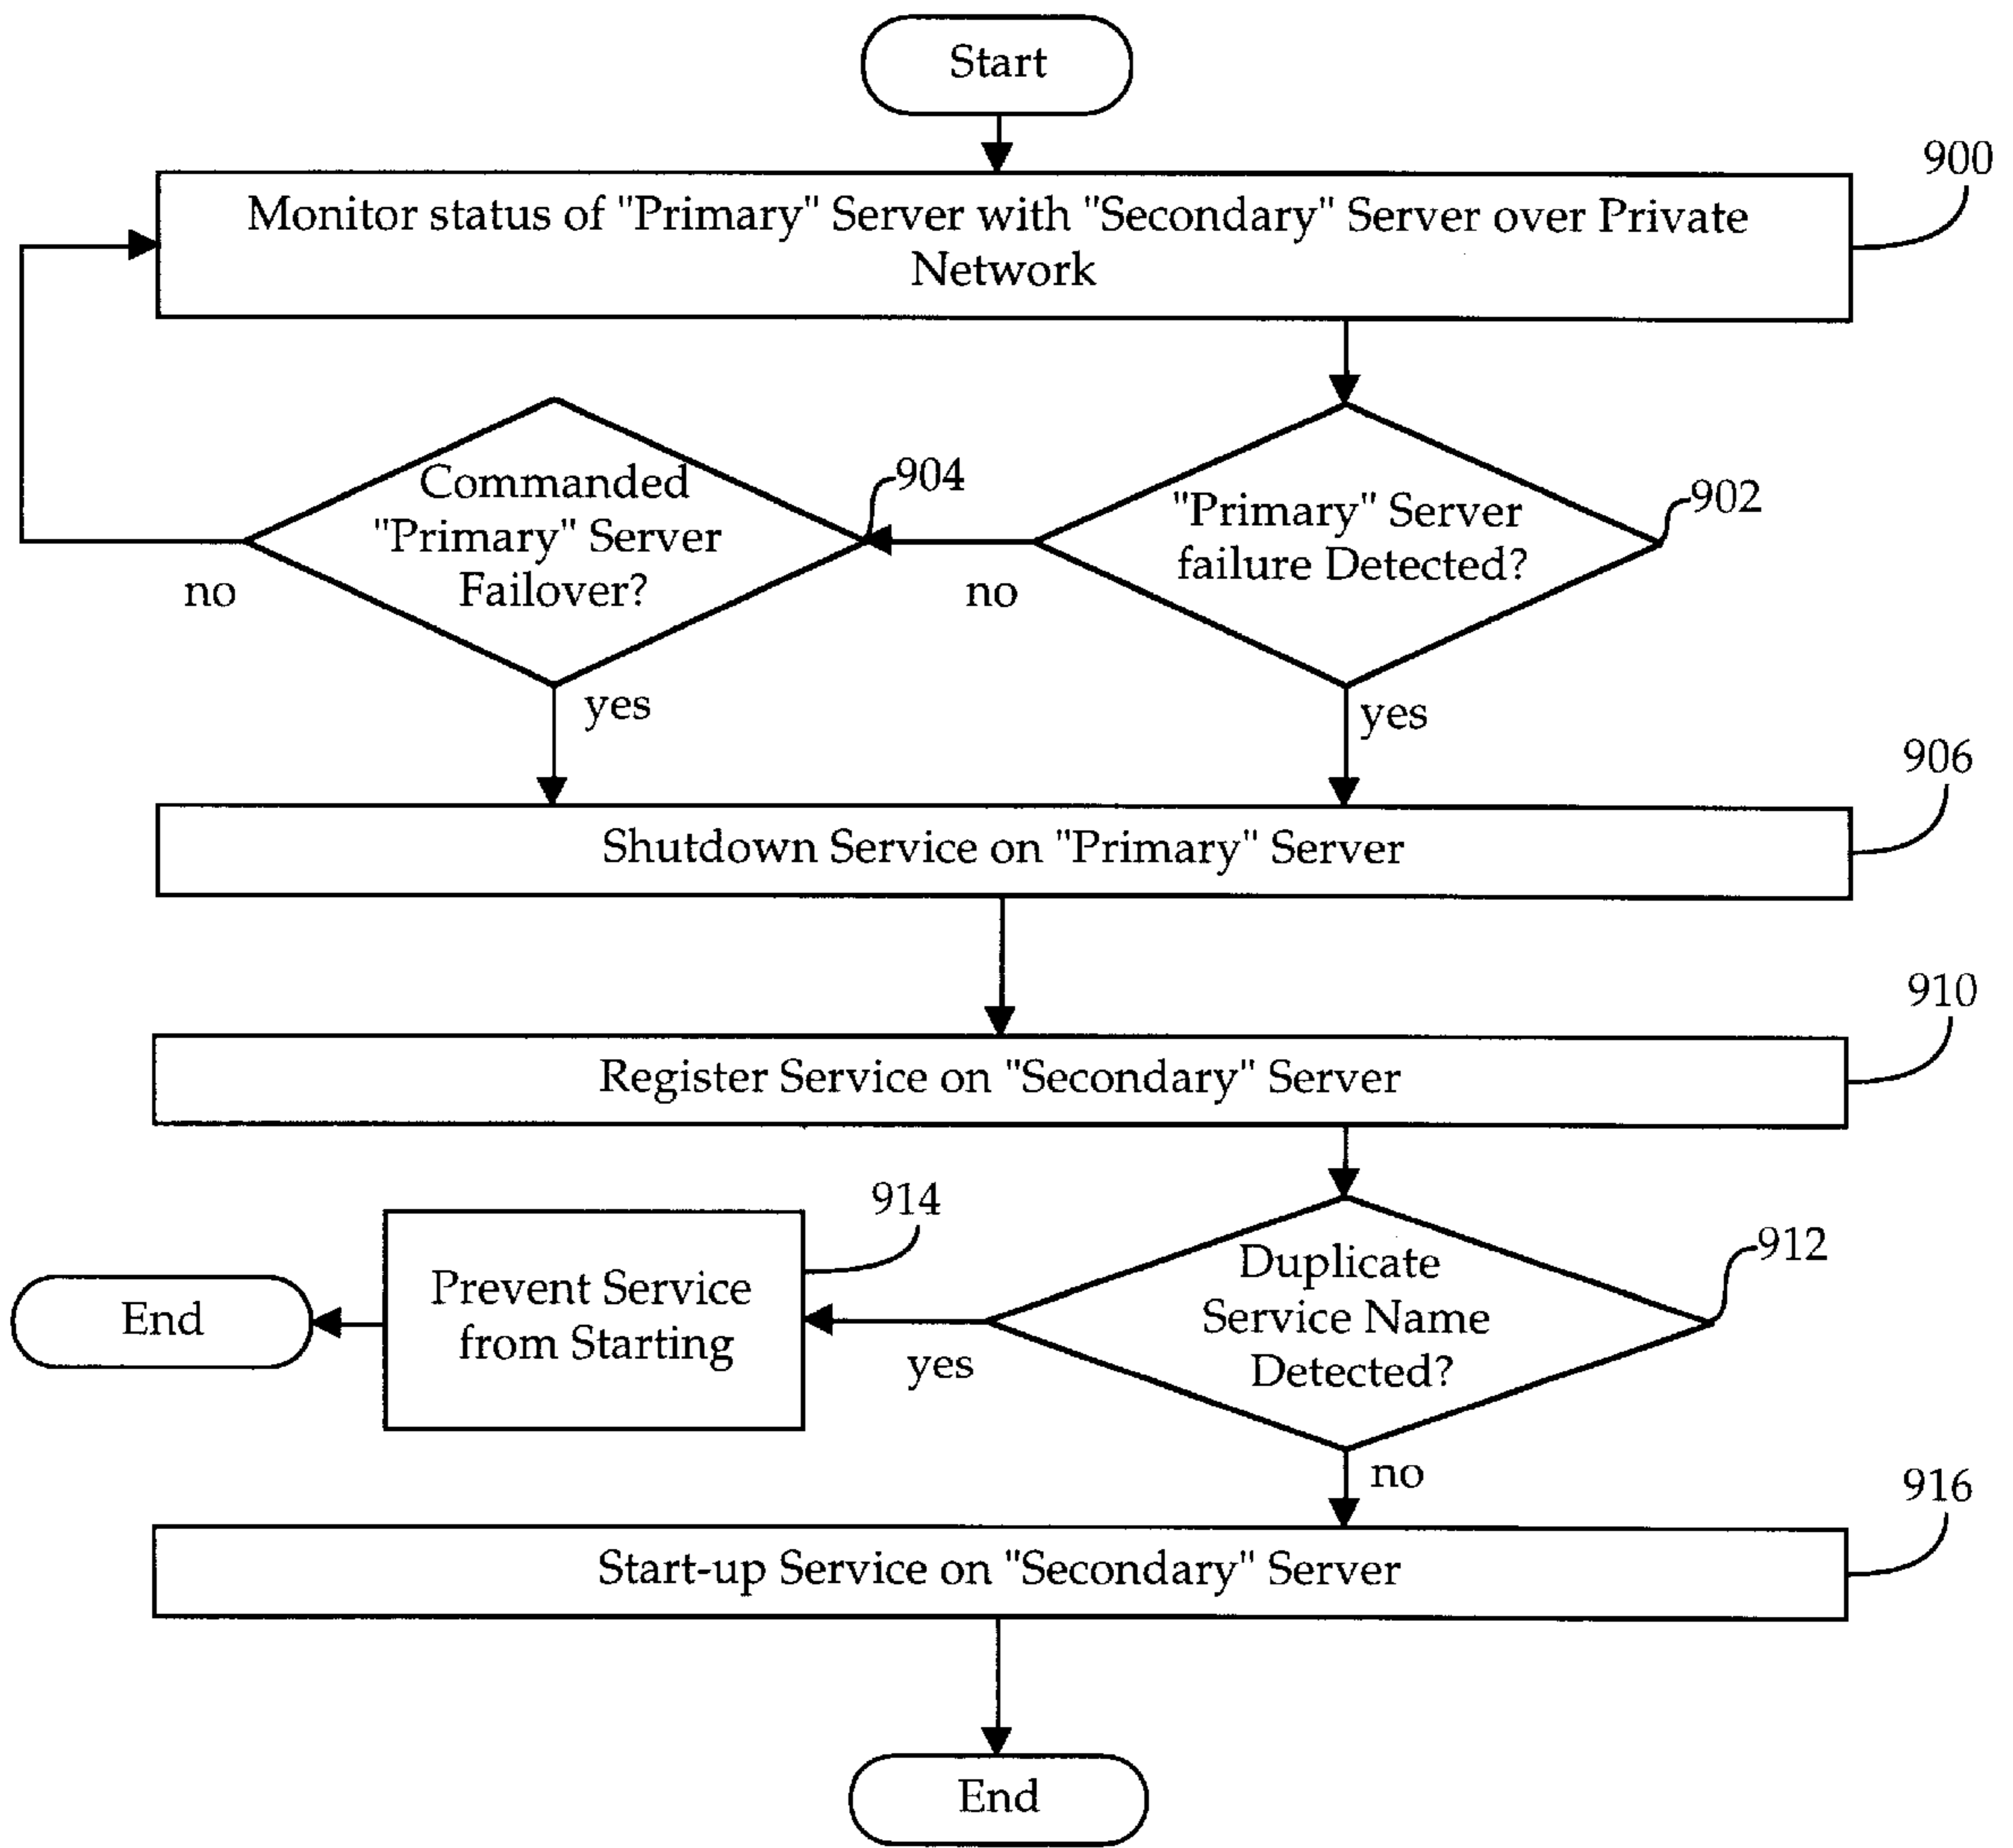 Start
900
Monitor status of "Primary" Server with "Secondary" Server over Private
Network
Commanded
"Primary" Server
Failover?
904
"Primary" Server
failure Detected?
902
no
no
yes
yes
906
Shutdown Service on "Primary" Server
910
Register Service on "Secondary" Server
914
Prevent Service
from Starting
End
yes
Duplicate
Service Name
Detected?
912
no
916
Start-up Service on "Secondary" Server
End